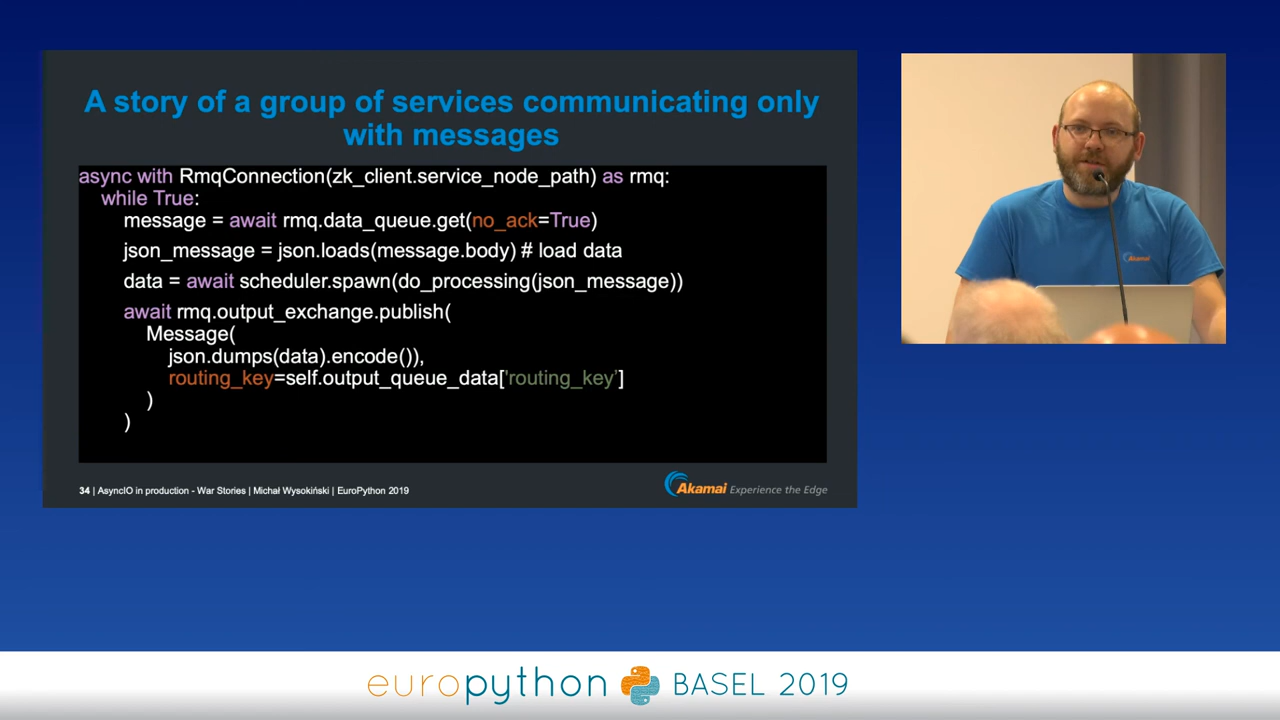 A story of a group of services communicating only
with messages
async with RmqConnection(zk_client.service_node_path) as rmq:
while True:
message = await rmq.data_queue.get(no_ack=True)
json_message = json.loads(message.body) # load data
data = await scheduler.spawn(do_processing(json_message))
await rmq.output_exchange.publish(
Message(
json.dumps(data).encode()),
routing_key=self.output_queue_data['routing_key']
)
)
34 | AsyncIO in production - War Stories | Michał Wysokiński | EuroPython 2019
Akamai Experience the Edge
Akamai
europython BASEL 2019